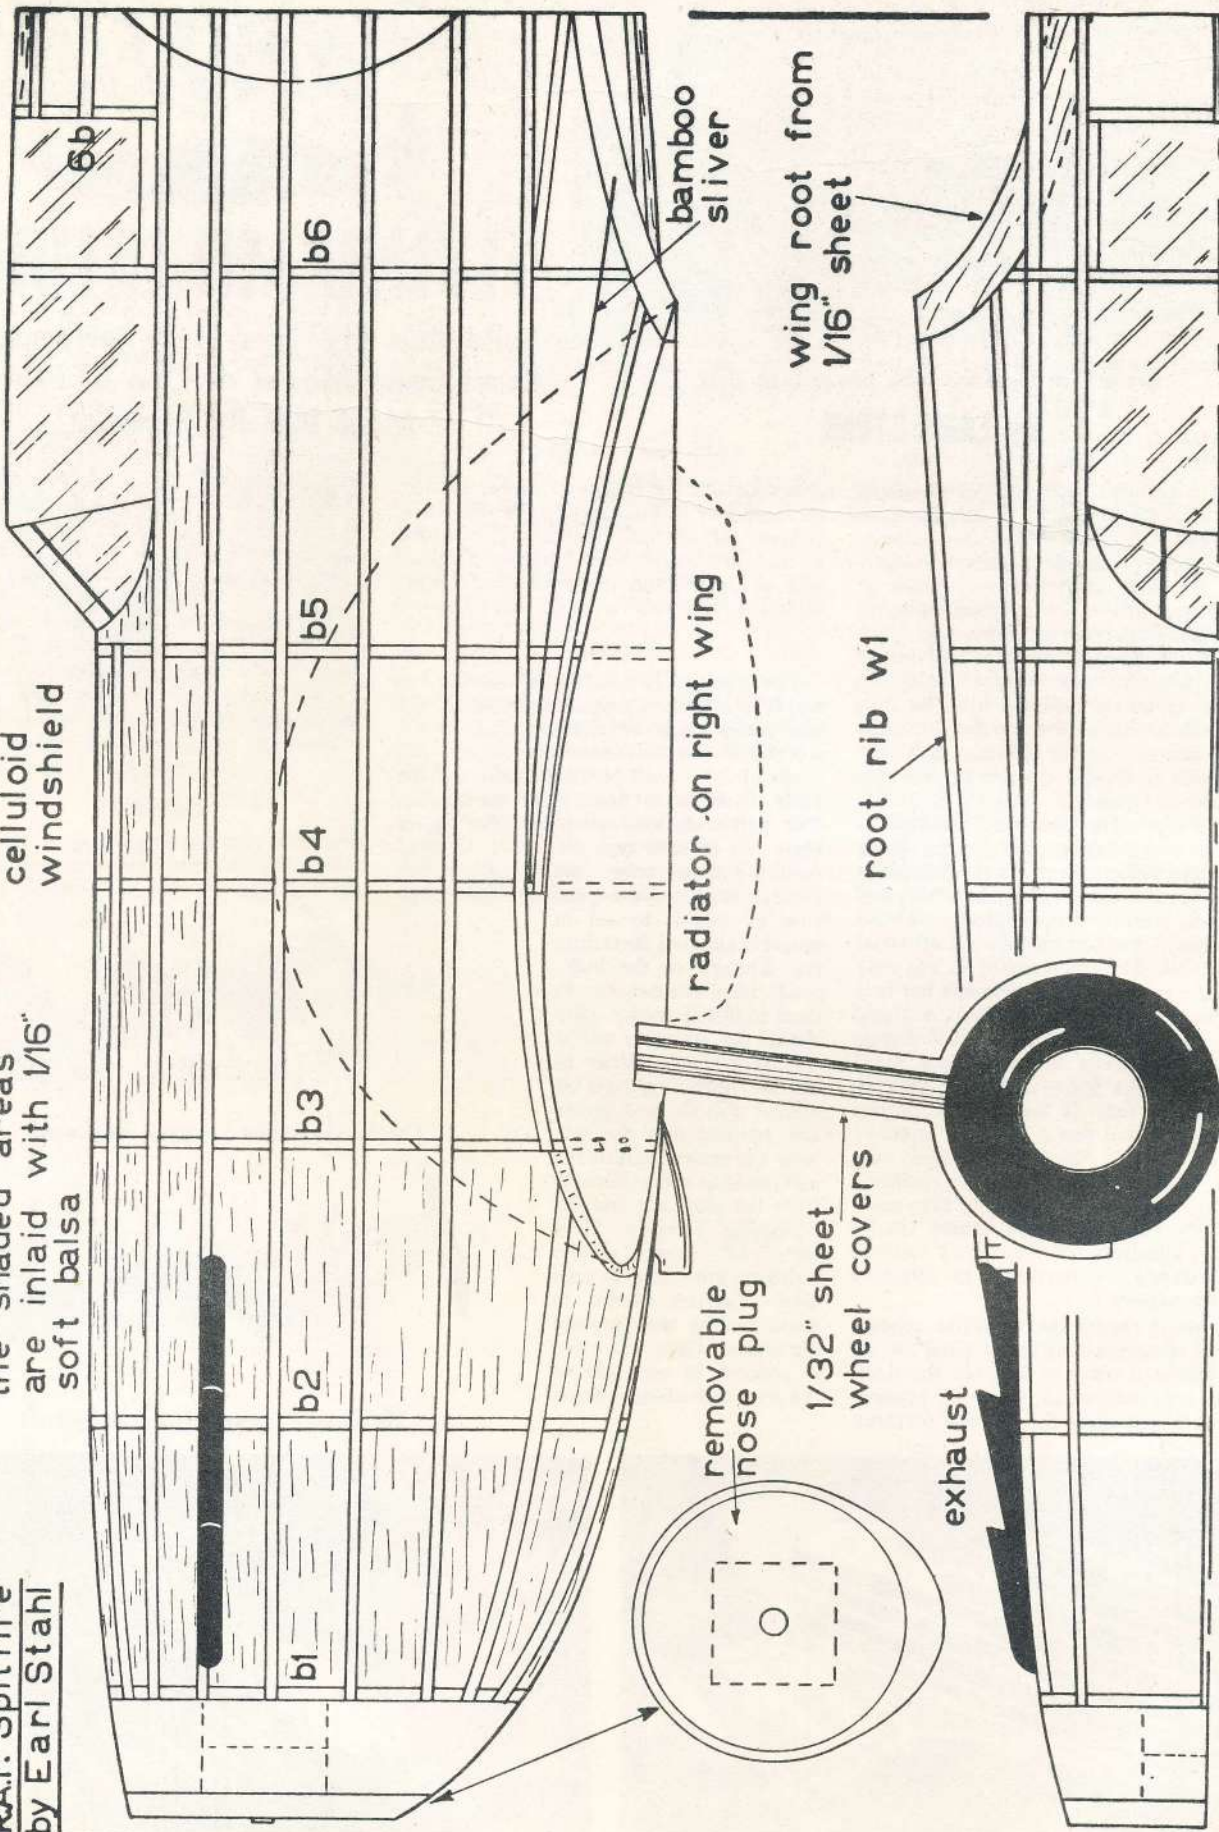 R.A.F. Spitfire
by Earl Stahl
the shaded areas
are inlaid with 1/16"
soft balsa
celluloid
windshield
6b
b1
b2
b3
b4
b5
b6
bamboo
sliver
radiator on right wing
removable
nose plug
1/32" sheet
wheel covers
wing root from
1/16" sheet
root rib w1
exhaust